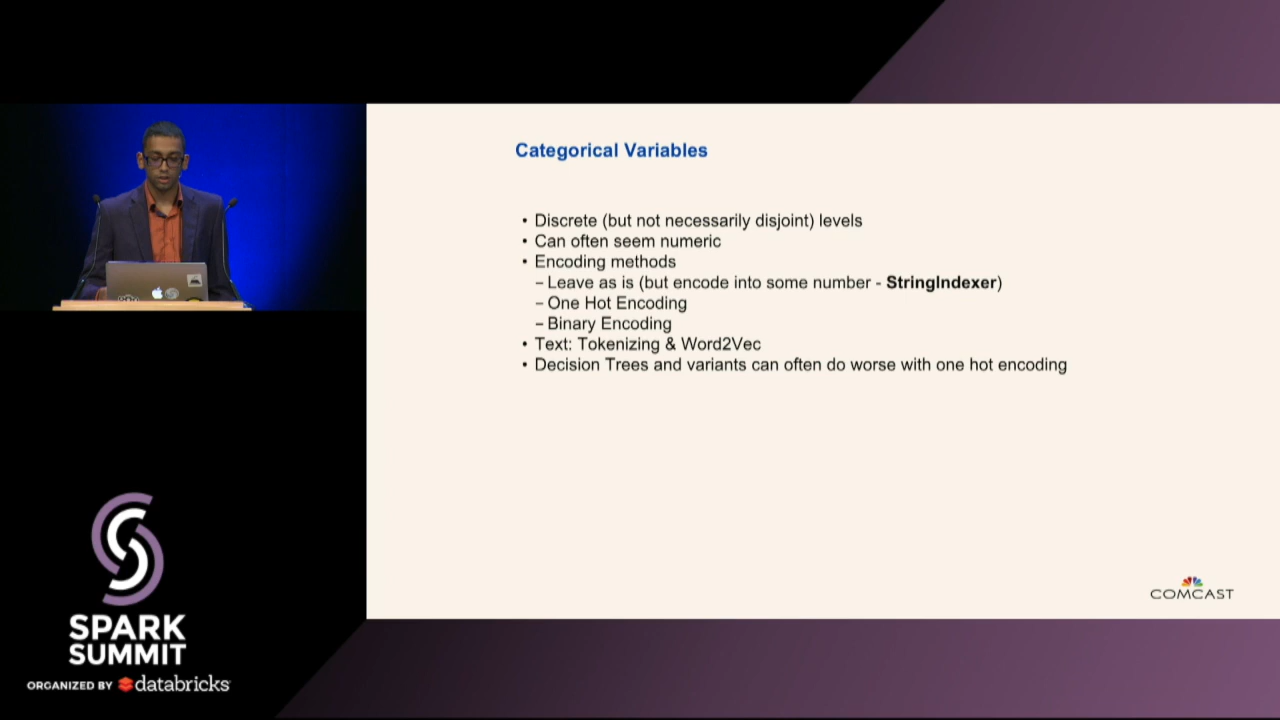 Categorical Variables
• Discrete (but not necessarily disjoint) levels
• Can often seem numeric
• Encoding methods
– Leave as is (but encode into some number - StringIndexer)
– One Hot Encoding
– Binary Encoding
• Text: Tokenizing & Word2Vec
• Decision Trees and variants can often do worse with one hot encoding
COMCAST
SPARK
SUMMIT
ORGANIZED BY databricks